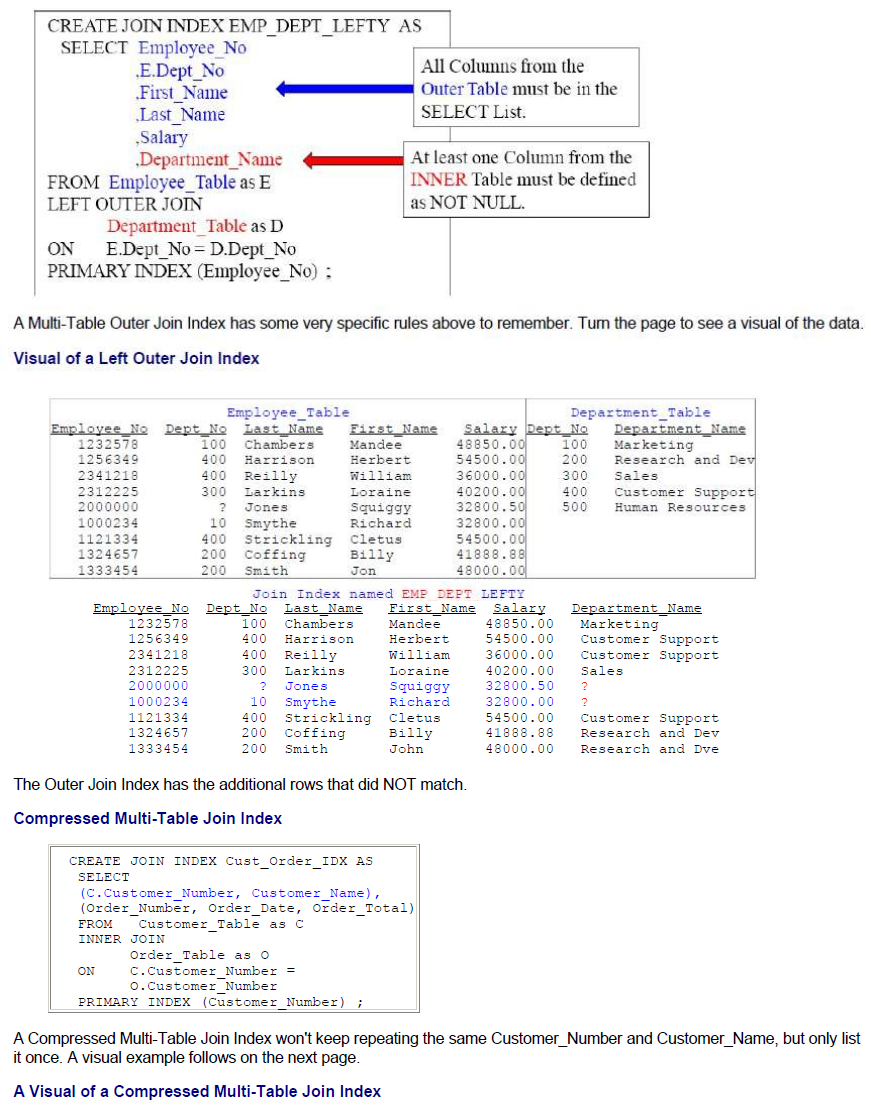 CREATE JOIN INDEX EMP_DEPT_LEFTY AS
SELECT Employee_No
,E.Dept_No
,First_Name
,Last_Name
,Salary
,Department_Name
FROM Employee_Table as E
LEFT OUTER JOIN
Department_Table as D
ON E.Dept_No = D.Dept_No
PRIMARY INDEX (Employee_No) ;
All Columns from the
Outer Table must be in the
SELECT List.
At least one Column from the
INNER Table must be defined
as NOT NULL.
A Multi-Table Outer Join Index has some very specific rules above to remember. Turn the page to see a visual of the data.
Visual of a Left Outer Join Index
Employee_Table Department_Table
Employee_No Dept_No Last_Name First_Name Salary Dept_No Department_Name
1232578 100 Chambers Mandee 48850.00 100 Marketing
1256349 400 Harrison Herbert 54500.00 200 Research and Dev
2341218 400 Reilly William 36000.00 300 Sales
2312225 300 Larkins Loraine 40200.00 400 Customer Support
2000000 ? Jones Squiggy 32800.50 500 Human Resources
1000234 10 Smythe Richard 32800.00
1121334 400 Strickling Cletus 54500.00
1324657 200 Coffing Billy 41888.88
1333454 200 Smith Jon 48000.00
Join Index named EMP DEPT LEFTY
Employee_No Dept_No Last_Name First_Name Salary Department_Name
1232578 100 Chambers Mandee 48850.00 Marketing
1256349 400 Harrison Herbert 54500.00 Customer Support
2341218 400 Reilly William 36000.00 Customer Support
2312225 300 Larkins Loraine 40200.00 Sales
2000000 ? Jones Squiggy 32800.50 ?
1000234 10 Smythe Richard 32800.00 ?
1121334 400 Strickling Cletus 54500.00 Customer Support
1324657 200 Coffing Billy 41888.88 Research and Dev
1333454 200 Smith John 48000.00 Research and Dve
The Outer Join Index has the additional rows that did NOT match.
Compressed Multi-Table Join Index
CREATE JOIN INDEX Cust_Order_IDX AS
SELECT
(C.Customer_Number, Customer_Name),
(Order_Number, Order_Date, Order_Total)
FROM Customer_Table as C
INNER JOIN
Order_Table as O
ON C.Customer_Number =
O.Customer_Number
PRIMARY INDEX (Customer_Number) ;
A Compressed Multi-Table Join Index won't keep repeating the same Customer_Number and Customer_Name, but only list
it once. A visual example follows on the next page.
A Visual of a Compressed Multi-Table Join Index